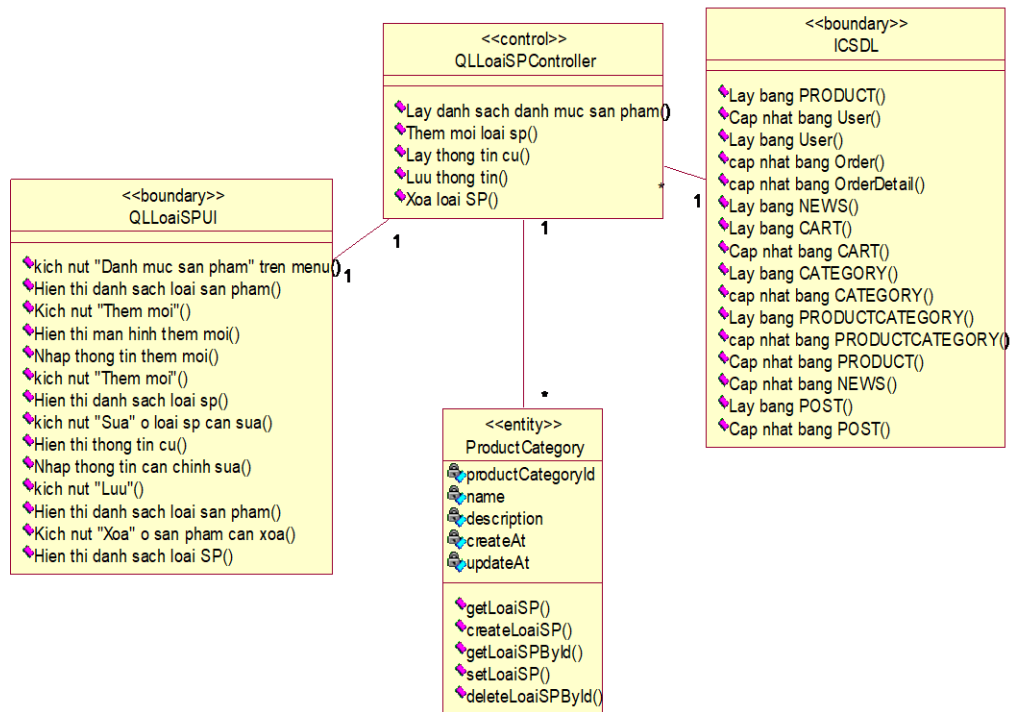 <<control>>
QLLoaiSPController
Lay danh sach danh muc san pham()
Them moi loai sp()
Lay thong tin cu()
Luu thong tin()
Xoa loai SP()
<<boundary>>
ICSDL
Lay bang PRODUCT()
Cap nhat bang User()
Lay bang User()
cap nhat bang Order()
cap nhat bang OrderDetail()
Lay bang NEWS()
Lay bang CART()
Cap nhat bang CART()
Lay bang CATEGORY()
cap nhat bang CATEGORY()
Lay bang PRODUCTCATEGORY()
cap nhat bang PRODUCTCATEGORY()
Cap nhat bang PRODUCT()
Cap nhat bang NEWS()
Lay bang POST()
Cap nhat bang POST()
*
1
<<boundary>>
QLLoaiSPUI
kich nut "Danh muc san pham" tren menu()
Hien thi danh sach loai san pham()
Kich nut "Them moi"()
Hien thi man hinh them moi()
Nhap thong tin them moi()
kich nut "Them moi"()
Hien thi danh sach loai sp()
kich nut "Sua" o loai sp can sua()
Hien thi thong tin cu()
Nhap thong tin can chinh sua()
kich nut "Luu"()
Hien thi danh sach loai san pham()
Kich nut "Xoa" o san pham can xoa()
Hien thi danh sach loai SP()
1
1
1
*
<<entity>>
ProductCategory
productCategoryId
name
description
createAt
updateAt
getLoaiSP()
createLoaiSP()
getLoaiSPById()
setLoaiSP()
deleteLoaiSPById()